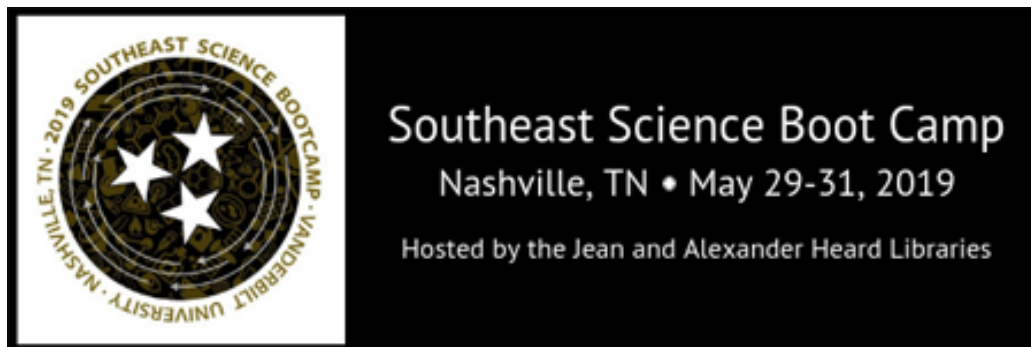 NASHVILLE, TN · 2019 SOUTHEAST SCIENCE BOOTCAMP · VANDERBILT UNIVERSITY ·
Southeast Science Boot Camp
Nashville, TN • May 29-31, 2019
Hosted by the Jean and Alexander Heard Libraries